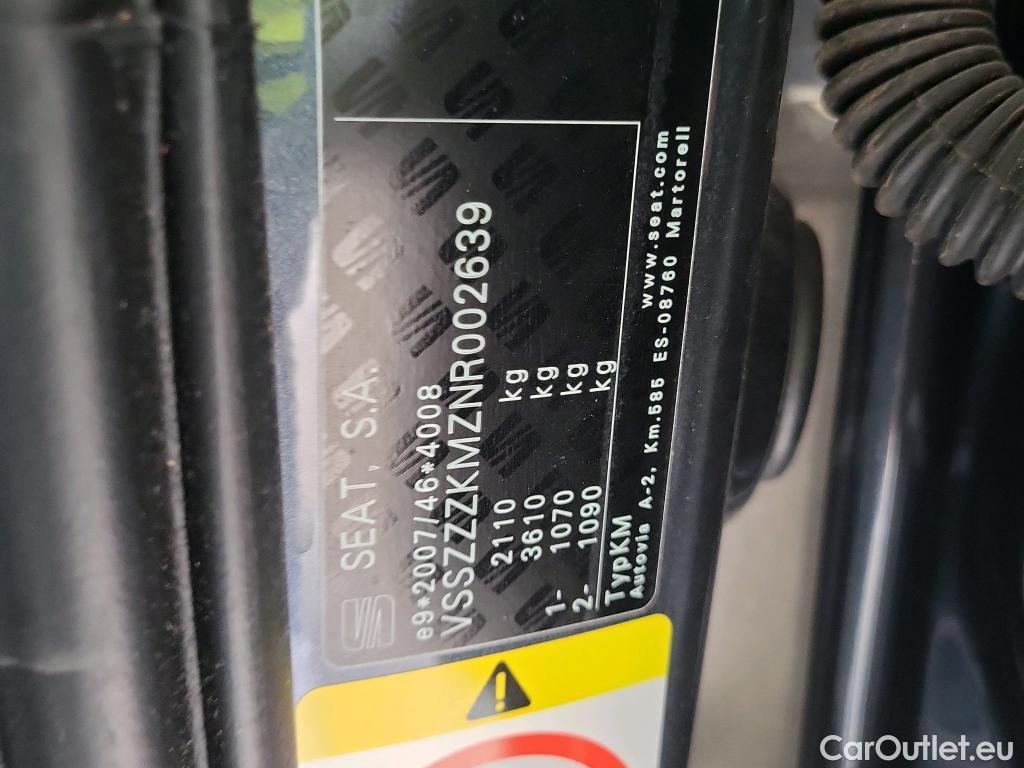 SEAT, S.A.
e9*2007/46*4008
VSSZZZKMZNR002639
2110 kg
3610 kg
1- 1070 kg
2.- 1090 kg
TypKM www.seat.com
Autovia A-2, Km.585 ES-08760 Martorell
CarOutlet.eu